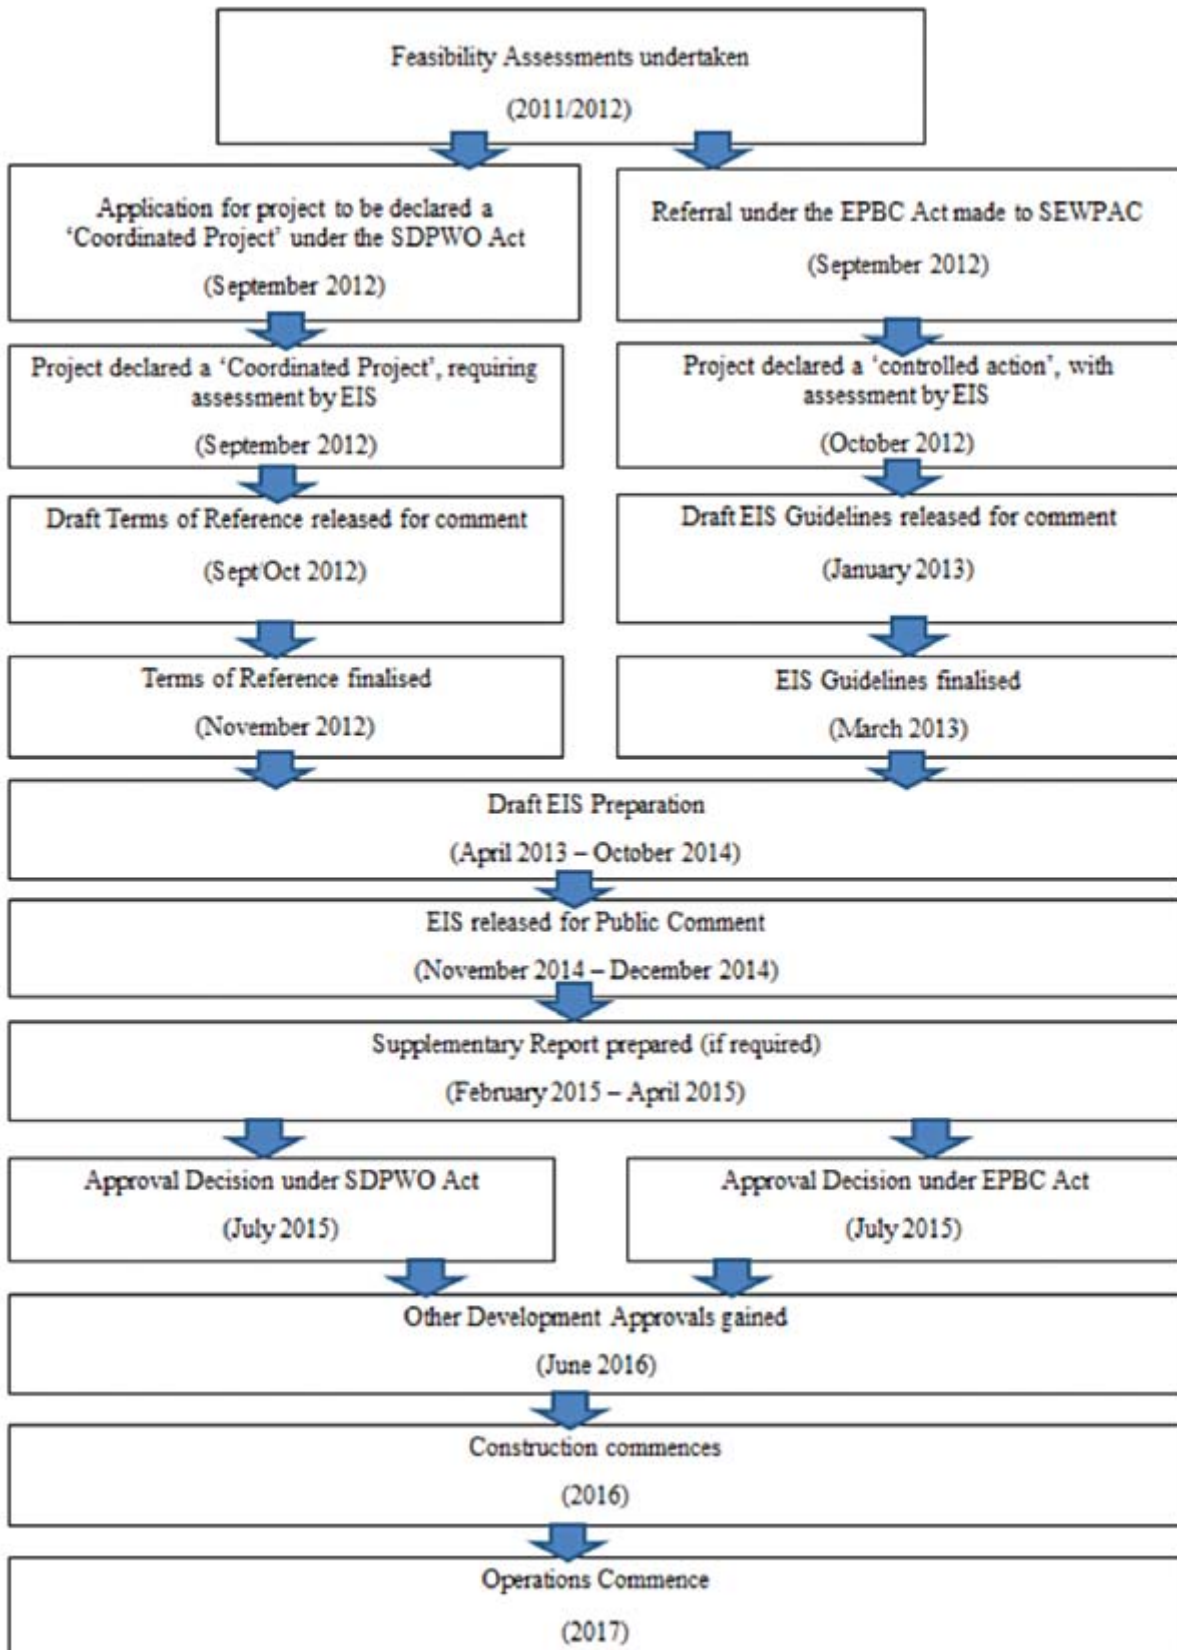 Feasibility Assessments undertaken
(2011/2012)
Application for project to be declared a
‘Coordinated Project’ under the SDPWO Act
(September 2012)
Referral under the EPBC Act made to SEWPAC
(September 2012)
Project declared a ‘Coordinated Project’, requiring
assessment by EIS
(September 2012)
Project declared a ‘controlled action’, with
assessment by EIS
(October 2012)
Draft Terms of Reference released for comment
(Sept/Oct 2012)
Draft EIS Guidelines released for comment
(January 2013)
Terms of Reference finalised
(November 2012)
EIS Guidelines finalised
(March 2013)
Draft EIS Preparation
(April 2013 – October 2014)
EIS released for Public Comment
(November 2014 – December 2014)
Supplementary Report prepared (if required)
(February 2015 – April 2015)
Approval Decision under SDPWO Act
(July 2015)
Approval Decision under EPBC Act
(July 2015)
Other Development Approvals gained
(June 2016)
Construction commences
(2016)
Operations Commence
(2017)